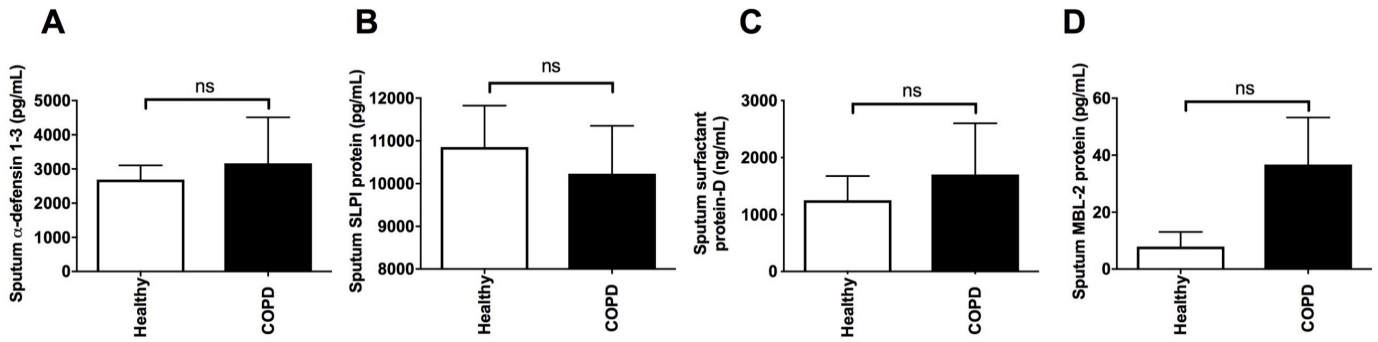 A
Sputum α-defensin 1-3 (pg/mL)
5000
4000
3000
2000
1000
0
ns
Healthy
COPD
B
Sputum SLPI protein (pg/mL)
12000
11000
10000
9000
8000
ns
Healthy
COPD
C
Sputum surfactant
protein-D (ng/mL)
3000
2000
1000
0
ns
Healthy
COPD
D
Sputum MBL-2 protein (pg/mL)
60
40
20
0
ns
Healthy
COPD